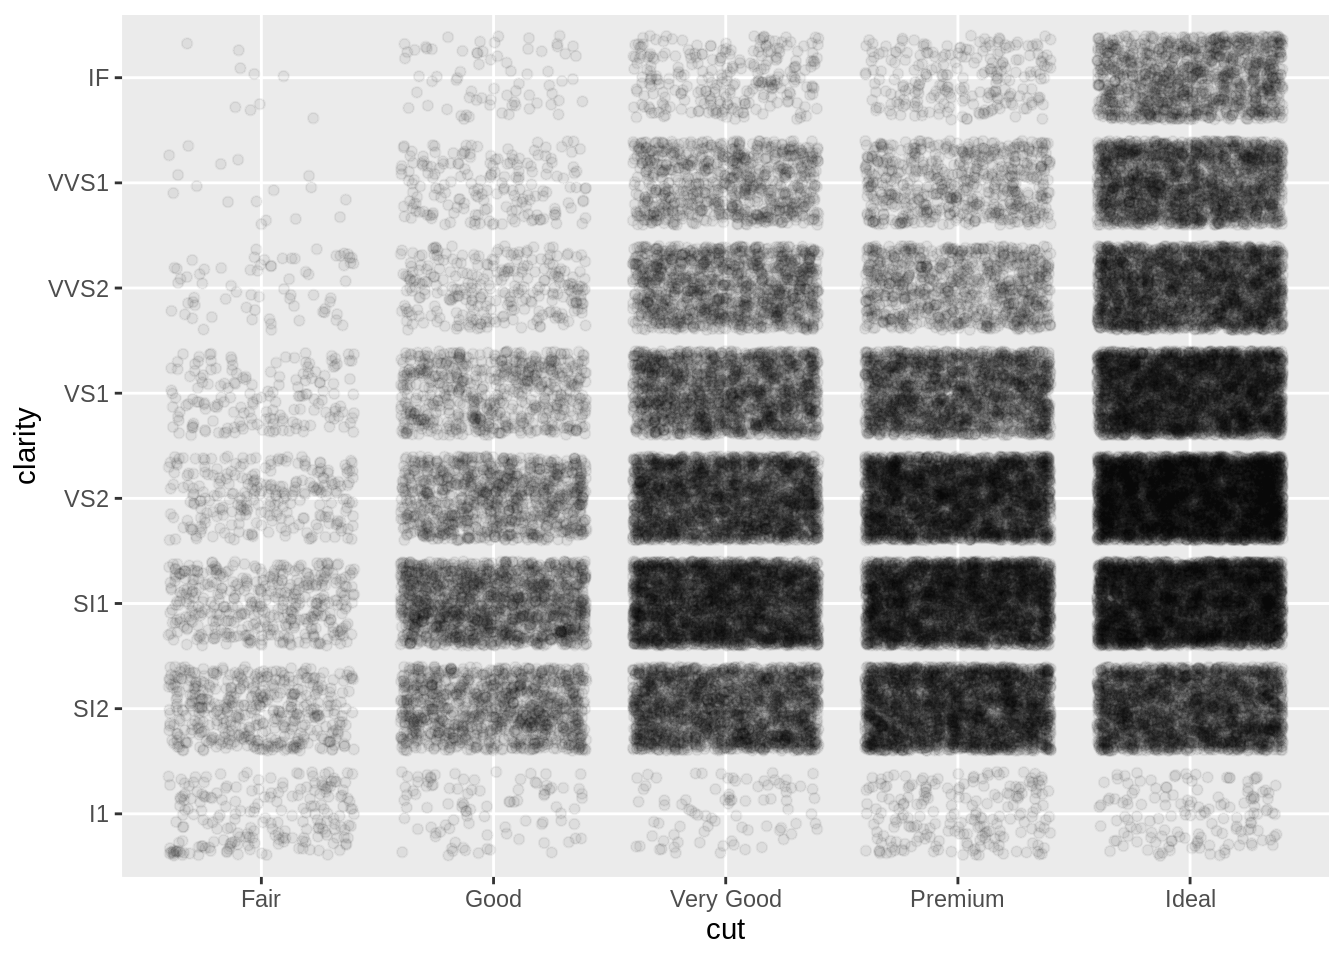 IF
VVS1
VVS2
VS1
clarity
VS2
SI1
SI2
I1
Fair Good Very Good Premium Ideal
cut